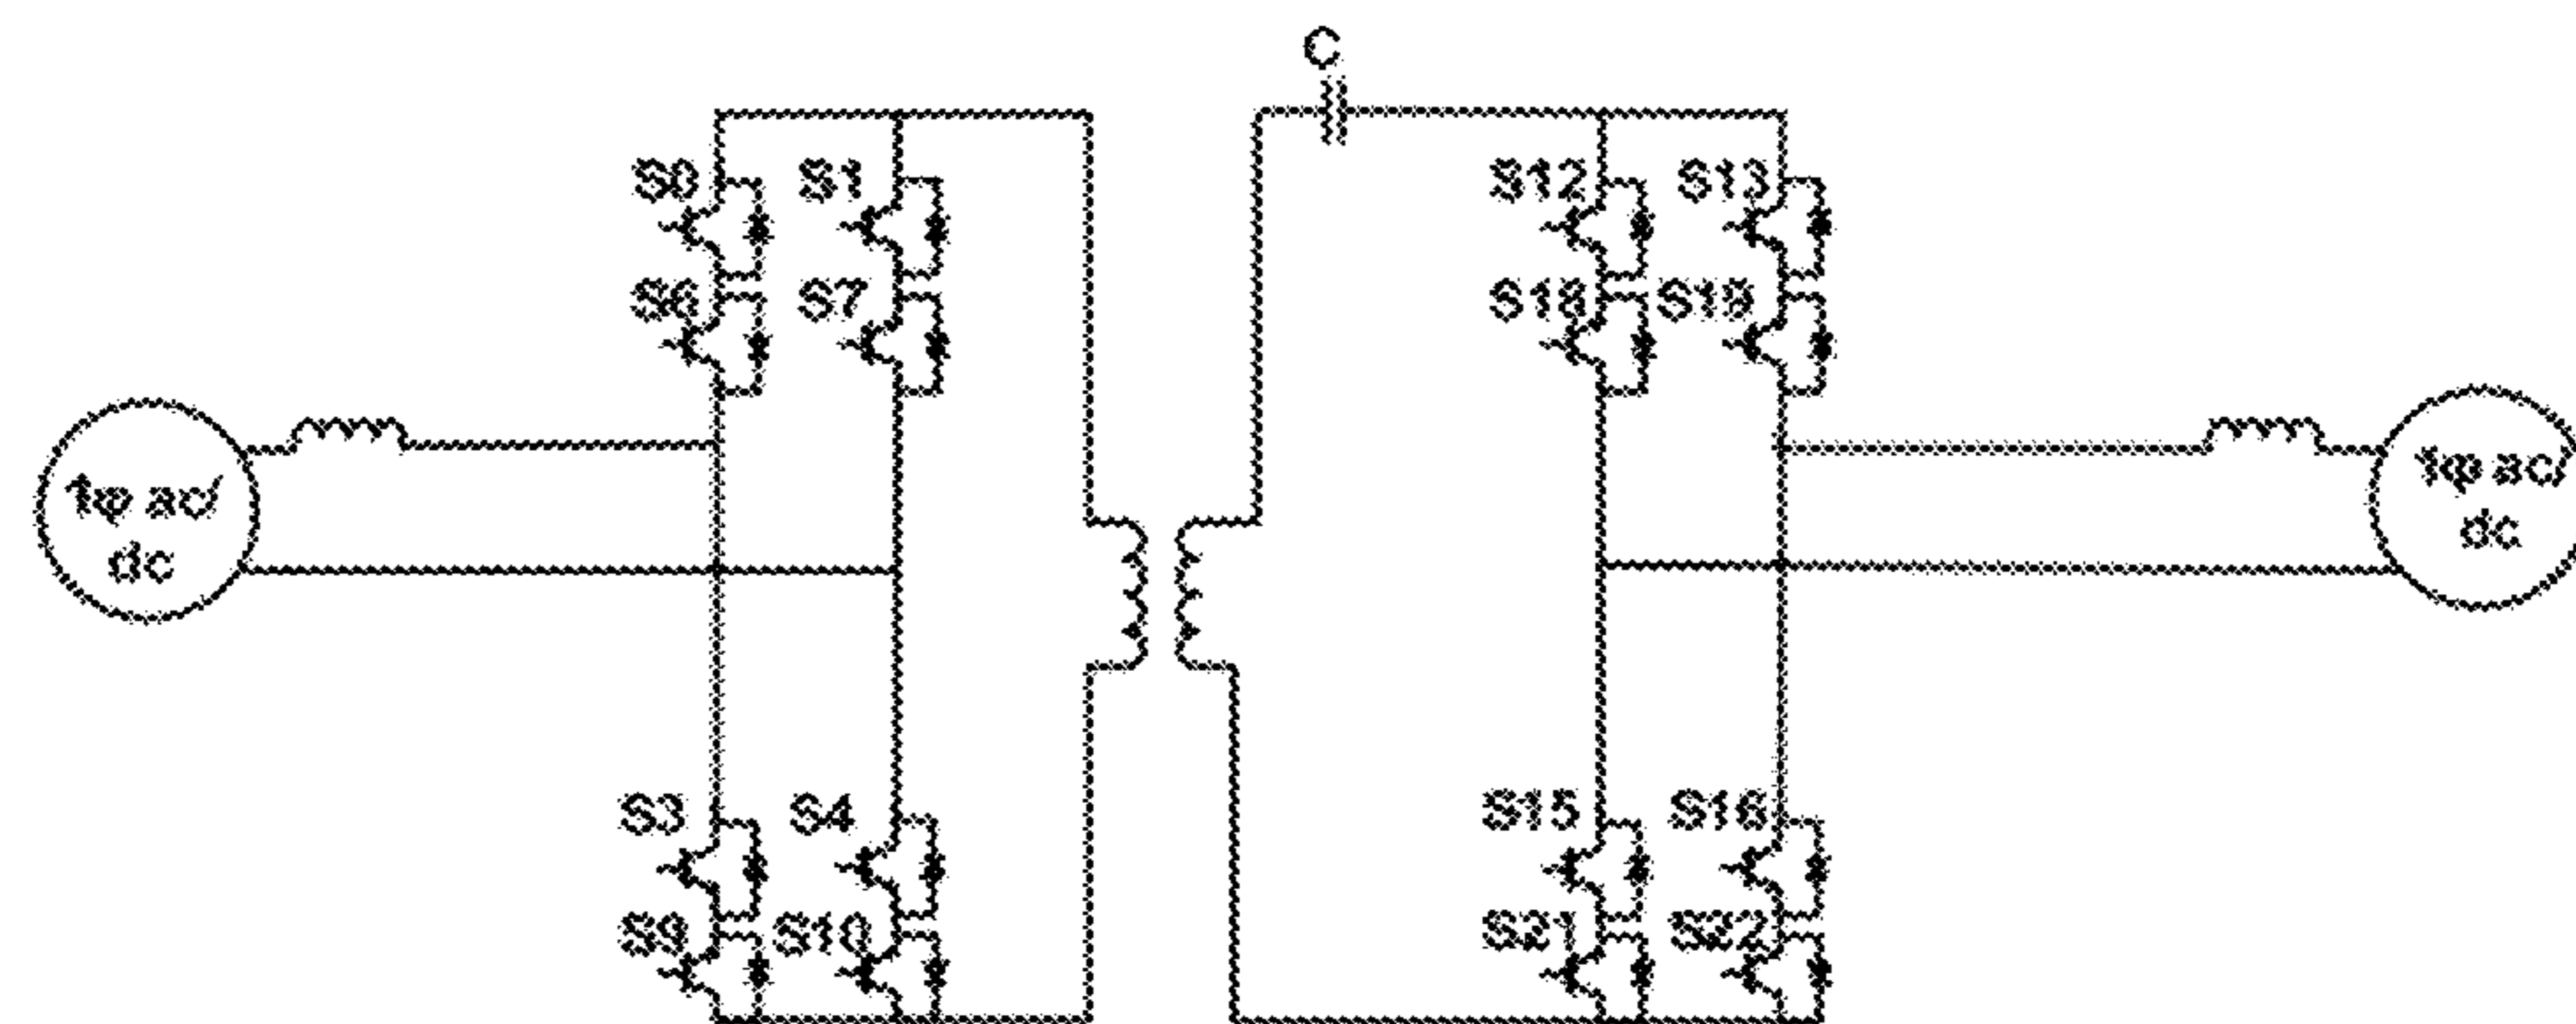 C
S0 S1 S12 S13
S6 S7 S18 S19
1φ ac/
dc
1φ ac/
dc
S3 S4 S15 S16
S9 S10 S21 S22